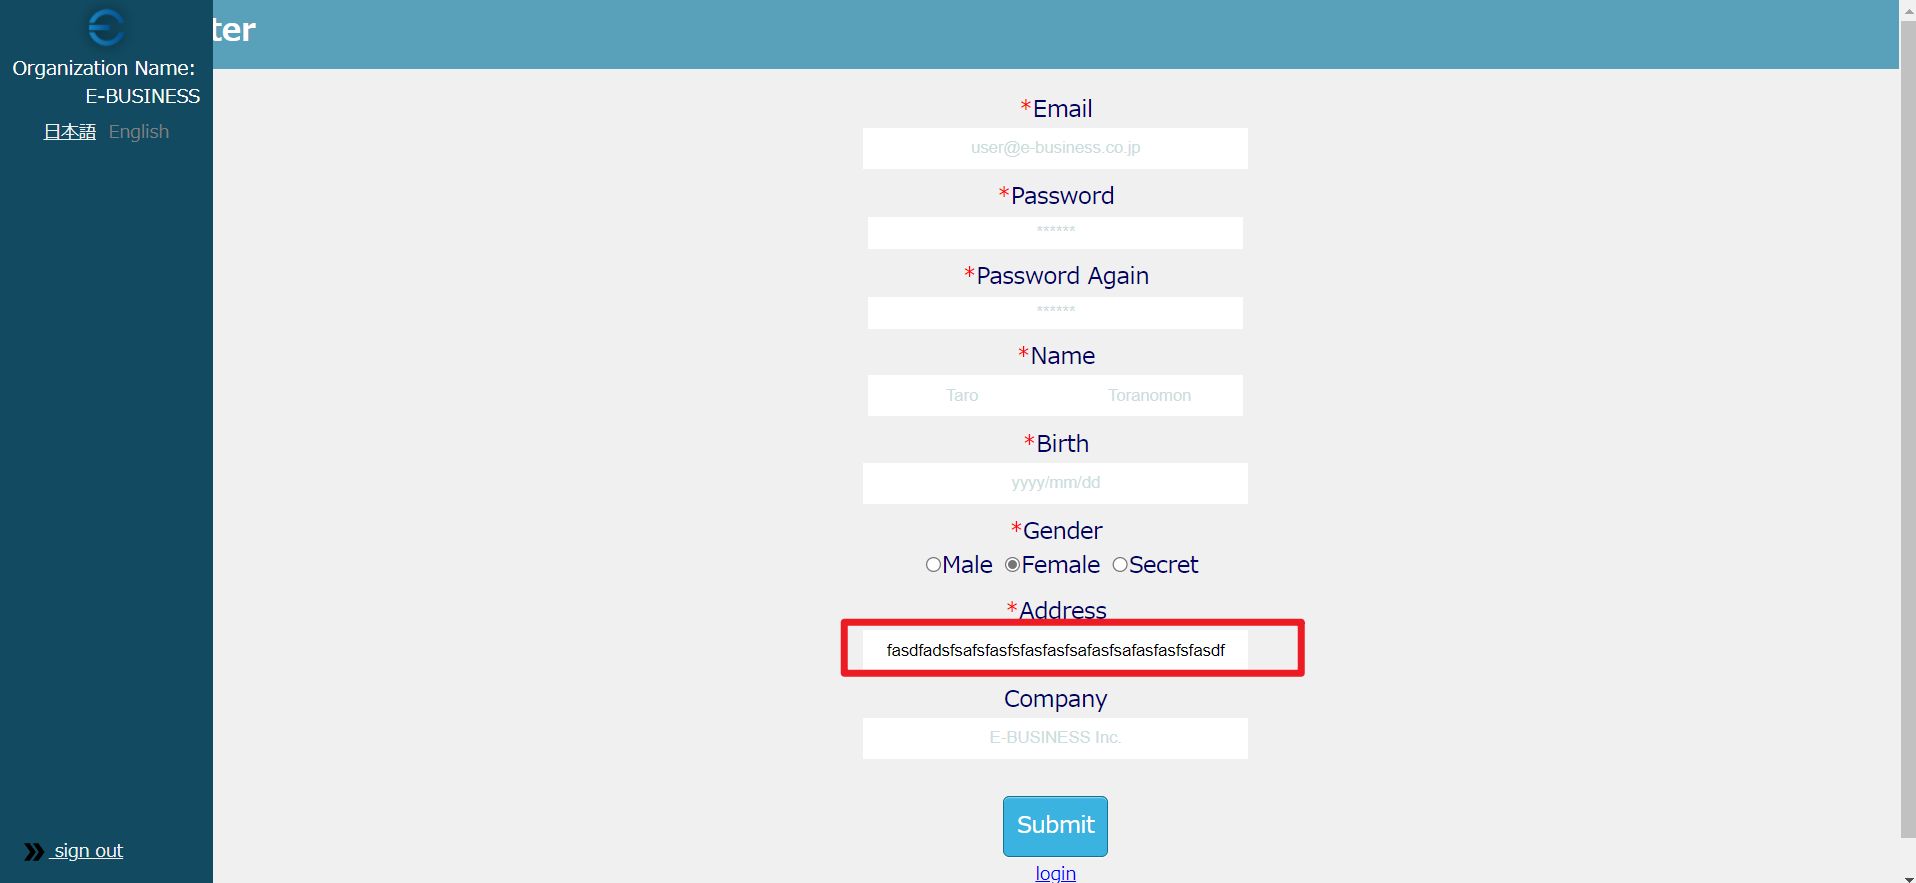 Organization Name:
E-BUSINESS
日本語 English
sign out
ter
*Email
user@e-business.co.jp
*Password
******
*Password Again
******
*Name
Taro Toranomon
*Birth
yyyy/mm/dd
*Gender
Male Female Secret
*Address
fasdfadsfsafsfasfsfasfasfsafasfsafasfasfsfasdf
Company
E-BUSINESS Inc.
Submit
login